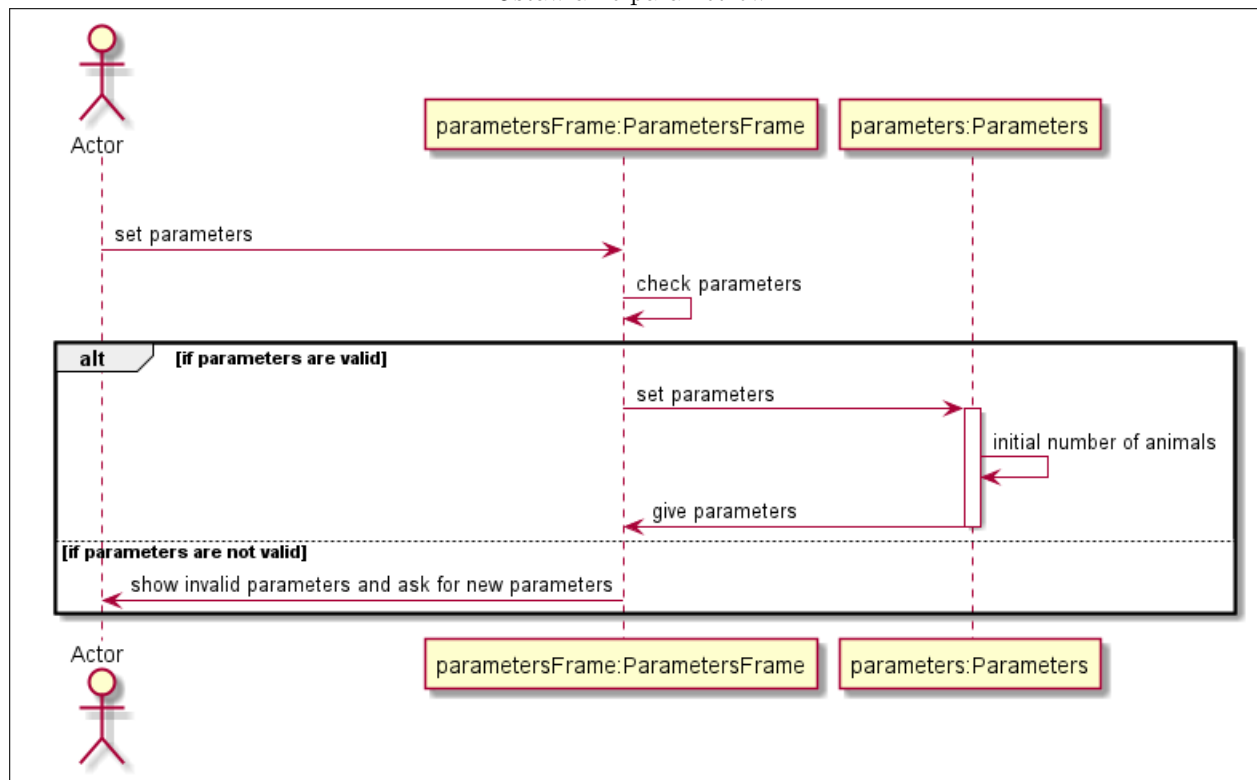 Actor
parametersFrame:ParametersFrame
parameters:Parameters
set parameters
check parameters
alt
[if parameters are valid]
set parameters
initial number of animals
give parameters
[if parameters are not valid]
show invalid parameters and ask for new parameters
Actor
parametersFrame:ParametersFrame
parameters:Parameters